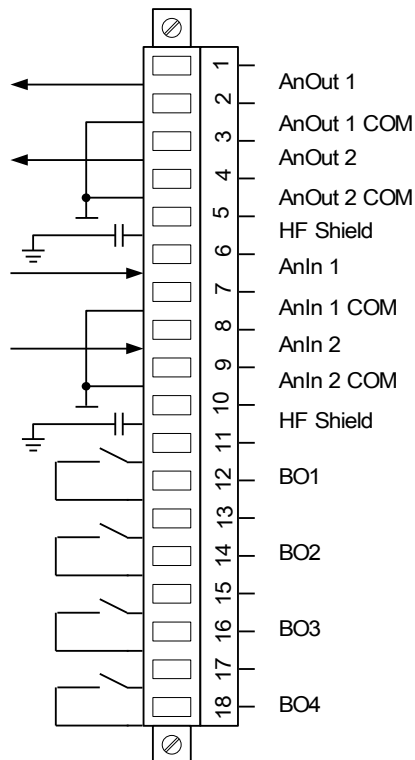 1
AnOut 1
2
AnOut 1 COM
3
AnOut 2
4
AnOut 2 COM
5
HF Shield
6
AnIn 1
7
AnIn 1 COM
8
AnIn 2
9
AnIn 2 COM
10
HF Shield
11
12
BO1
13
14
BO2
15
16
BO3
17
18
BO4